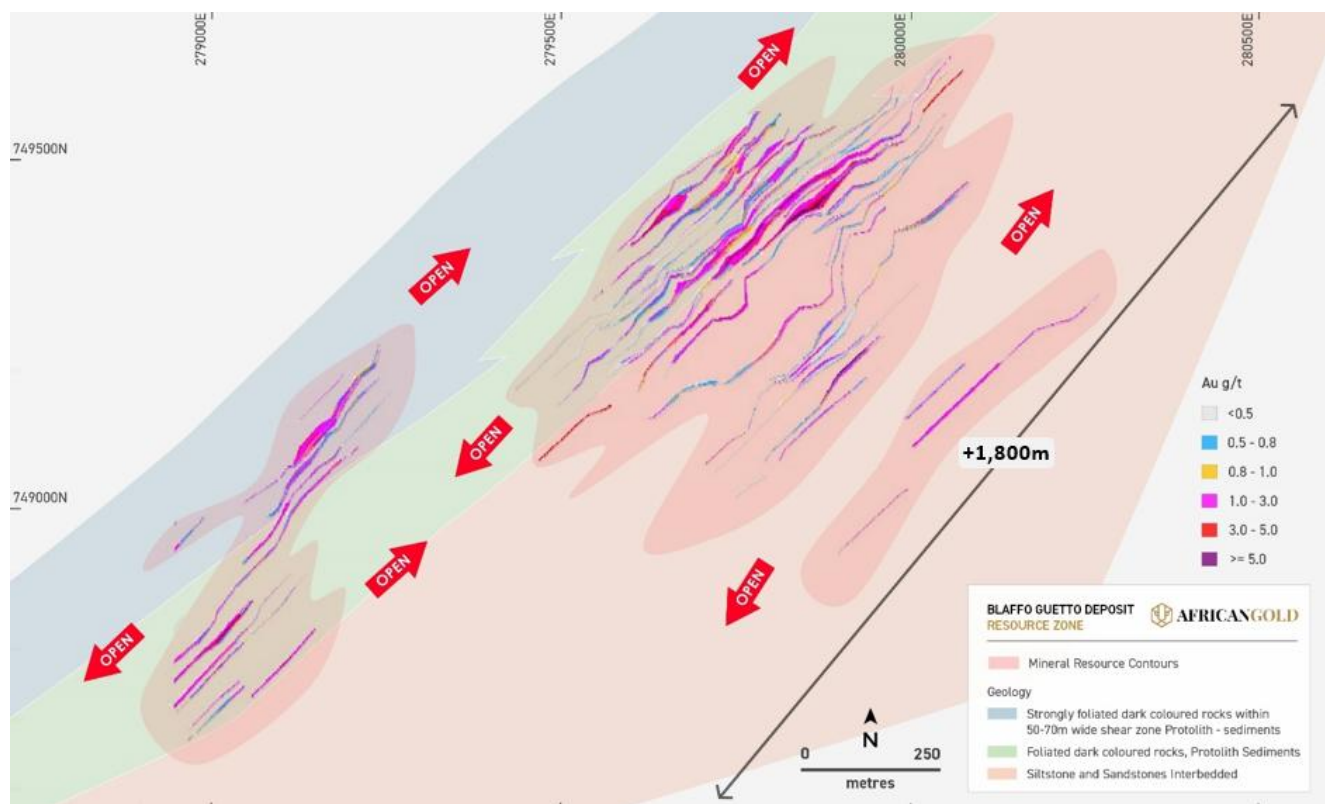 279000E
279500E
280000E
280500E
749500N
749000N
OPEN
OPEN
OPEN
OPEN
OPEN
OPEN
OPEN
+1,800m
Au g/t
<0.5
0.5 - 0.8
0.8 - 1.0
1.0 - 3.0
3.0 - 5.0
>= 5.0
N
0 250
metres
BLAFFO GUETTO DEPOSIT
RESOURCE ZONE
AFRICANGOLD
Mineral Resource Contours
Geology
Strongly foliated dark coloured rocks within
50-70m wide shear zone Protolith - sediments
Foliated dark coloured rocks, Protolith Sediments
Siltstone and Sandstones Interbedded